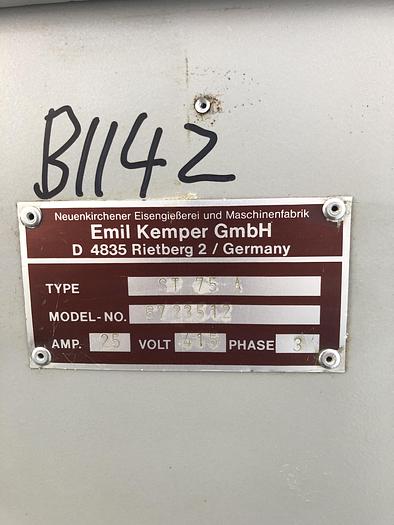 B1142
Neuenkirchener Eisengießerei und Maschinenfabrik
Emil Kemper GmbH
D 4835 Rietberg 2 / Germany
TYPE ST 75 A
MODEL-NO. 8723512
AMP. 25 VOLT 415 PHASE 3